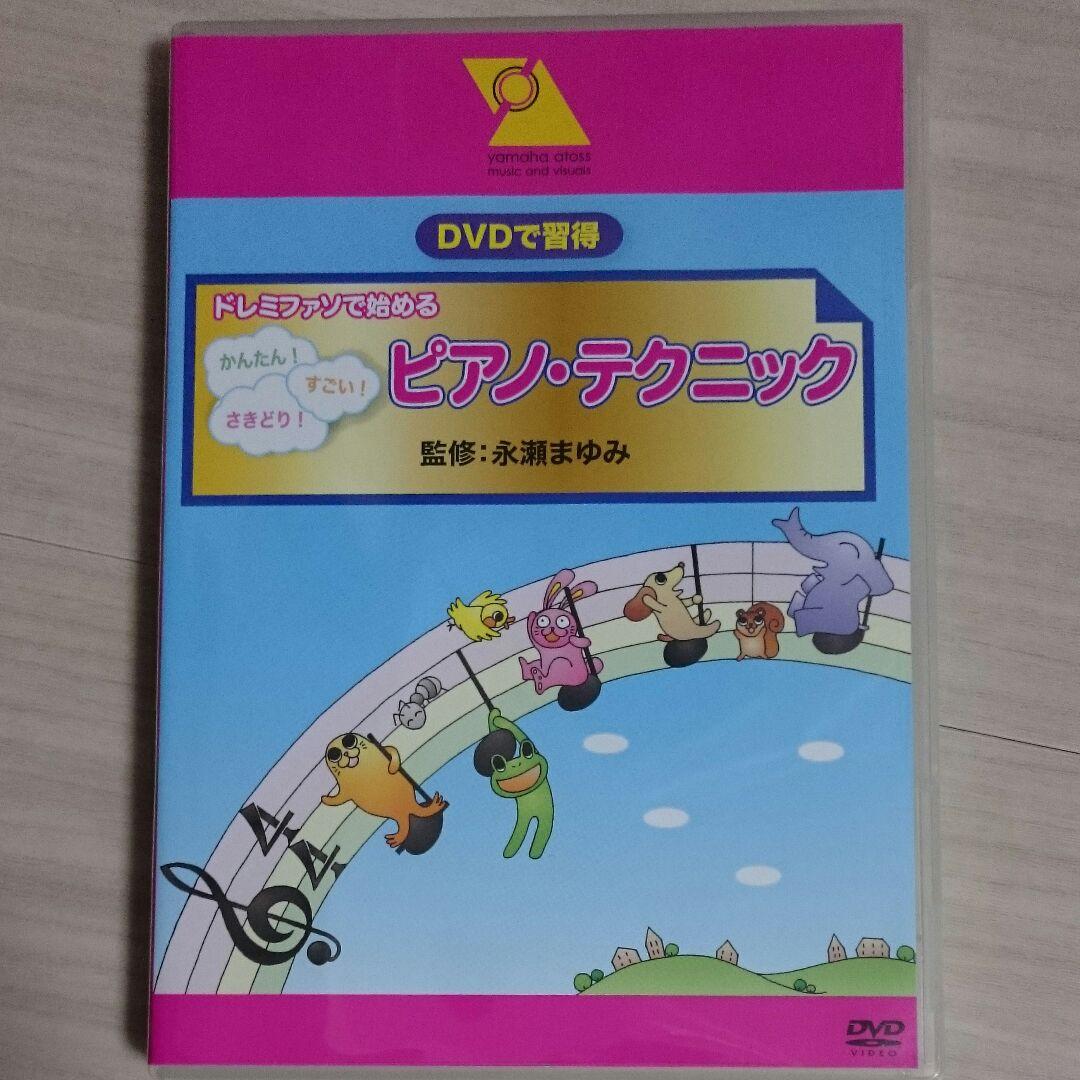 yamaha atoss
music and visuals
DVDで習得
ドレミファソで始める
かんたん!
すごい!
さきどり!
ピアノ・テクニック
監修:永瀬まゆみ
4
4
DVD
VIDEO